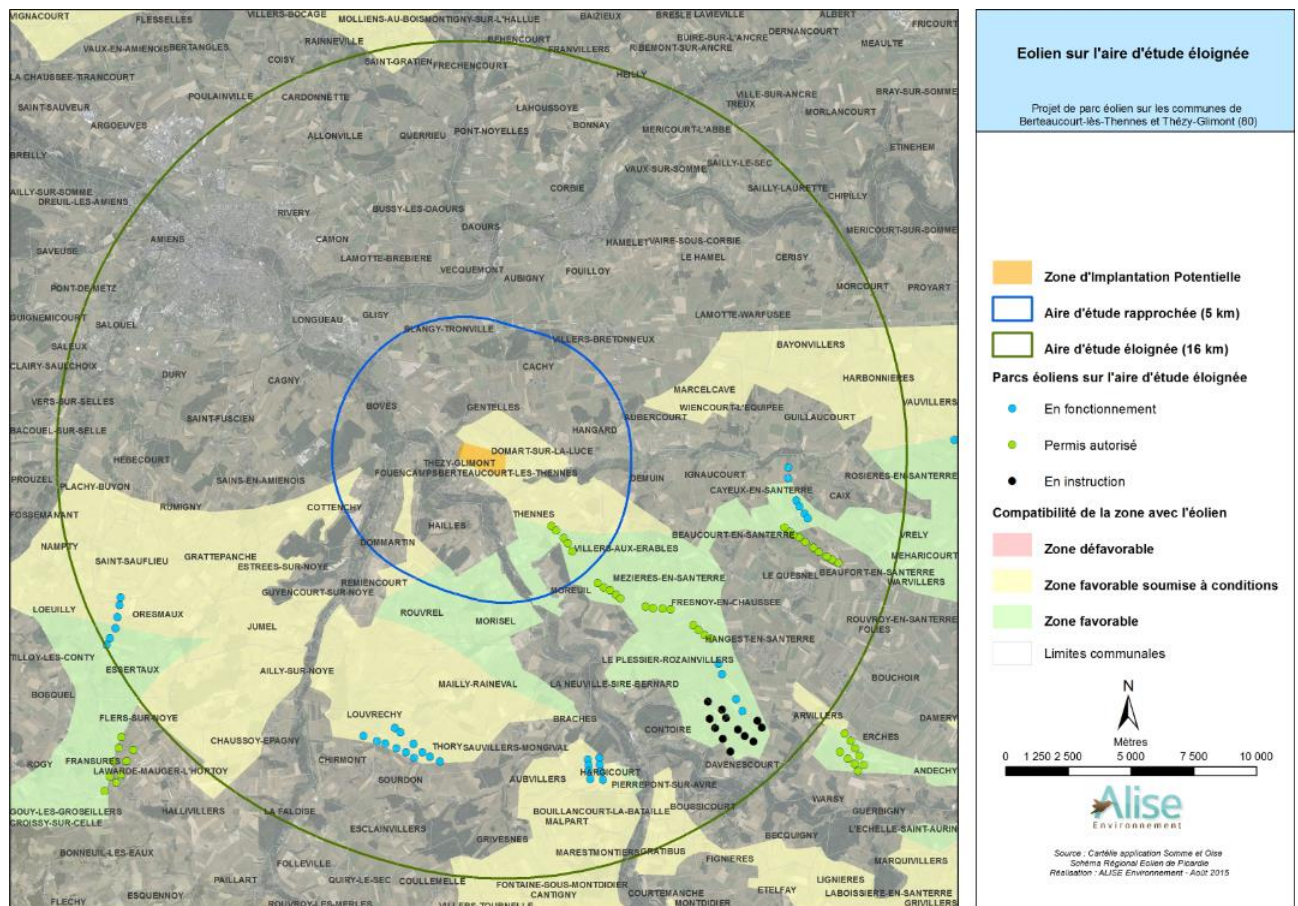 VIGNACOURT
FLESSELLES
VILLERS-BOCAGE
MOLLIENS-AU-BOIS
MONTIGNY-SUR-L'HALLUE
BAIZIEUX
BRESLE
LAVIEVILLE
ALBERT
FRICOURT
VAUX-EN-AMIENOIS
BERTANGLES
RAINNEVILLE
BEHENCOURT
FRANVILLERS
RIBEMONT-SUR-ANCRE
BUIRE-SUR-L'ANCRE
DERNANCOURT
MEAULTE
COISY
SAINT-GRATIEN
FRECHENCOURT
HEILLY
LA CHAUSSEE-TIRANCOURT
POULAINVILLE
CARDONNETTE
VILLE-SUR-ANCRE
TREUX
BRAY-SUR-SOMME
SAINT-SAUVEUR
LAHOUSSOYE
MORLANCOURT
ARGOEUVES
ALLONVILLE
QUERRIEU
PONT-NOYELLES
BONNAY
MERICOURT-L'ABBE
ETINEHEM
BREILLY
SAILLY-LE-SEC
VAUX-SUR-SOMME
AILLY-SUR-SOMME
DREUIL-LES-AMIENS
CORBIE
SAILLY-LAURETTE
CHIPILLY
RIVERY
BUSSY-LES-DAOURS
DAOURS
MERICOURT-SUR-SOMME
SAVEUSE
AMIENS
CAMON
HAMELET
VAIRE-SOUS-CORBIE
LAMOTTE-BREBIERE
LE HAMEL
CERISY
VECQUEMONT
AUBIGNY
FOUILLOY
PONT-DE-METZ
MORCOURT
PROYART
GUIGNEMICOURT
SALOUEL
LONGUEAU
GLISY
LAMOTTE-WARFUSEE
BLANGY-TRONVILLE
SALEUX
VILLERS-BRETONNEUX
BAYONVILLERS
CLAIRY-SAULCHOIX
DURY
CAGNY
CACHY
HARBONNIERES
MARCELCAVE
VERS-SUR-SELLES
BOVES
GENTELLES
WIENCOURT-L'EQUIPEE
VAUVILLERS
BACOUEL-SUR-SELLE
SAINT-FUSCIEN
AUBERCOURT
GUILLAUCOURT
HANGARD
HEBECOURT
DOMART-SUR-LA-LUCE
THEZY-GLIMONT
PROUZEL
PLACHY-BUYON
SAINS-EN-AMIENOIS
FOUENCAMPS
BERTEAUCOURT-LES-THENNES
DEMUIN
IGNAUCOURT
ROSIERES-EN-SANTERRE
CAYEUX-EN-SANTERRE
CAIX
RUMIGNY
COTTENCHY
FOSSEMANANT
THENNES
HAILLES
NAMPTY
DOMMARTIN
BEAUCOURT-EN-SANTERRE
VRELY
SAINT-SAUFLIEU
GRATTEPANCHE
VILLERS-AUX-ERABLES
MEHARICOURT
ESTREES-SUR-NOYE
REMIENCOURT
MEZIERES-EN-SANTERRE
LE QUESNEL
BEAUFORT-EN-SANTERRE
WARVILLERS
GUYENCOURT-SUR-NOYE
MOREUIL
LOEUILLY
ORESMAUX
ROUVREL
MORISEL
FRESNOY-EN-CHAUSSEE
JUMEL
ROUVROY-EN-SANTERRE
FOLIES
HANGEST-EN-SANTERRE
TILLOY-LES-CONTY
ESSERTAUX
AILLY-SUR-NOYE
LE PLESSIER-ROZAINVILLERS
MAILLY-RAINEVAL
LA NEUVILLE-SIRE-BERNARD
BOUCHOIR
BOSQUEL
FLERS-SUR-NOYE
LOUVRECHY
BRACHES
CONTOIRE
ARVILLERS
DAMERY
ERCHES
CHAUSSOY-EPAGNY
THORY
SAUVILLERS-MONGIVAL
ROGY
FRANSURES
CHIRMONT
DAVENESCOURT
LAWARDE-MAUGER-L'HORTOY
SOURDON
AUBVILLERS
HARGICOURT
ANDECHY
PIERREPONT-SUR-AVRE
GOUY-LES-GROSEILLERS
HALLIVILLERS
LA FALOISE
BOUILLANCOURT-LA-BATAILLE
BOUSSICOURT
WARSY
GUERBIGNY
CROISSY-SUR-CELLE
MALPART
ESCLAINVILLERS
GRIVESNES
BECQUIGNY
L'ECHELLE-SAINT-AURIN
BONNEUIL-LES-EAUX
MARESTMONTIERS
GRATIBUS
FOLLEVILLE
FIGNIERES
MARQUIVILLERS
PAILLART
QUIRY-LE-SEC
COULLEMELLE
FONTAINE-SOUS-MONTDIDIER
LIGNIERES
ESQUENNOY
CANTIGNY
COURTEMANCHE
ETELFAY
LABOISSIERE-EN-SANTERRE
FLECHY
ROUVROY-LES-MERLES
VILLERS-TOURNELLE
MONTDIDIER
GRIVILLERS
Eolien sur l'aire d'étude éloignée
Projet de parc éolien sur les communes de
Berteaucourt-lès-Thennes et Thézy-Glimont (80)
Zone d'Implantation Potentielle
Aire d'étude rapprochée (5 km)
Aire d'étude éloignée (16 km)
Parcs éoliens sur l'aire d'étude éloignée
En fonctionnement
Permis autorisé
En instruction
Compatibilité de la zone avec l'éolien
Zone défavorable
Zone favorable soumise à conditions
Zone favorable
Limites communales
N
Mètres
0 1 250 2 500 5 000 7 500 10 000
Alise
Environnement
Source : Cartélie application Somme et Oise
Schéma Régional Eolien de Picardie
Réalisation : ALISE Environnement - Août 2015